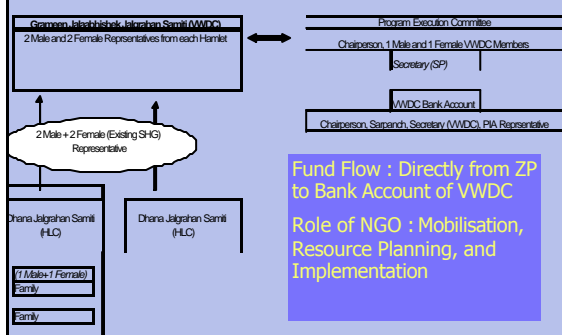 Grameen Jalaabhishek Jalgrahan Samiti (VWDC)
2 Male and 2 Female Reprsentatives from each Hamlet
Program Execution Committee
Chairperson, 1 Male and 1 Female VWDC Members
Secretary (SP)
VWDC Bank Account
Chairperson, Sarpanch, Secretary (VWDC), PIA Reprsentative
2 Male + 2 Female (Existing SHG)
Representative
Dhana Jalgrahan Samiti
(HLC)
Dhana Jalgrahan Samiti
(HLC)
(1 Male+1 Female)
Family
Family
Fund Flow : Directly from ZP
to Bank Account of VWDC
Role of NGO : Mobilisation,
Resource Planning, and
Implementation